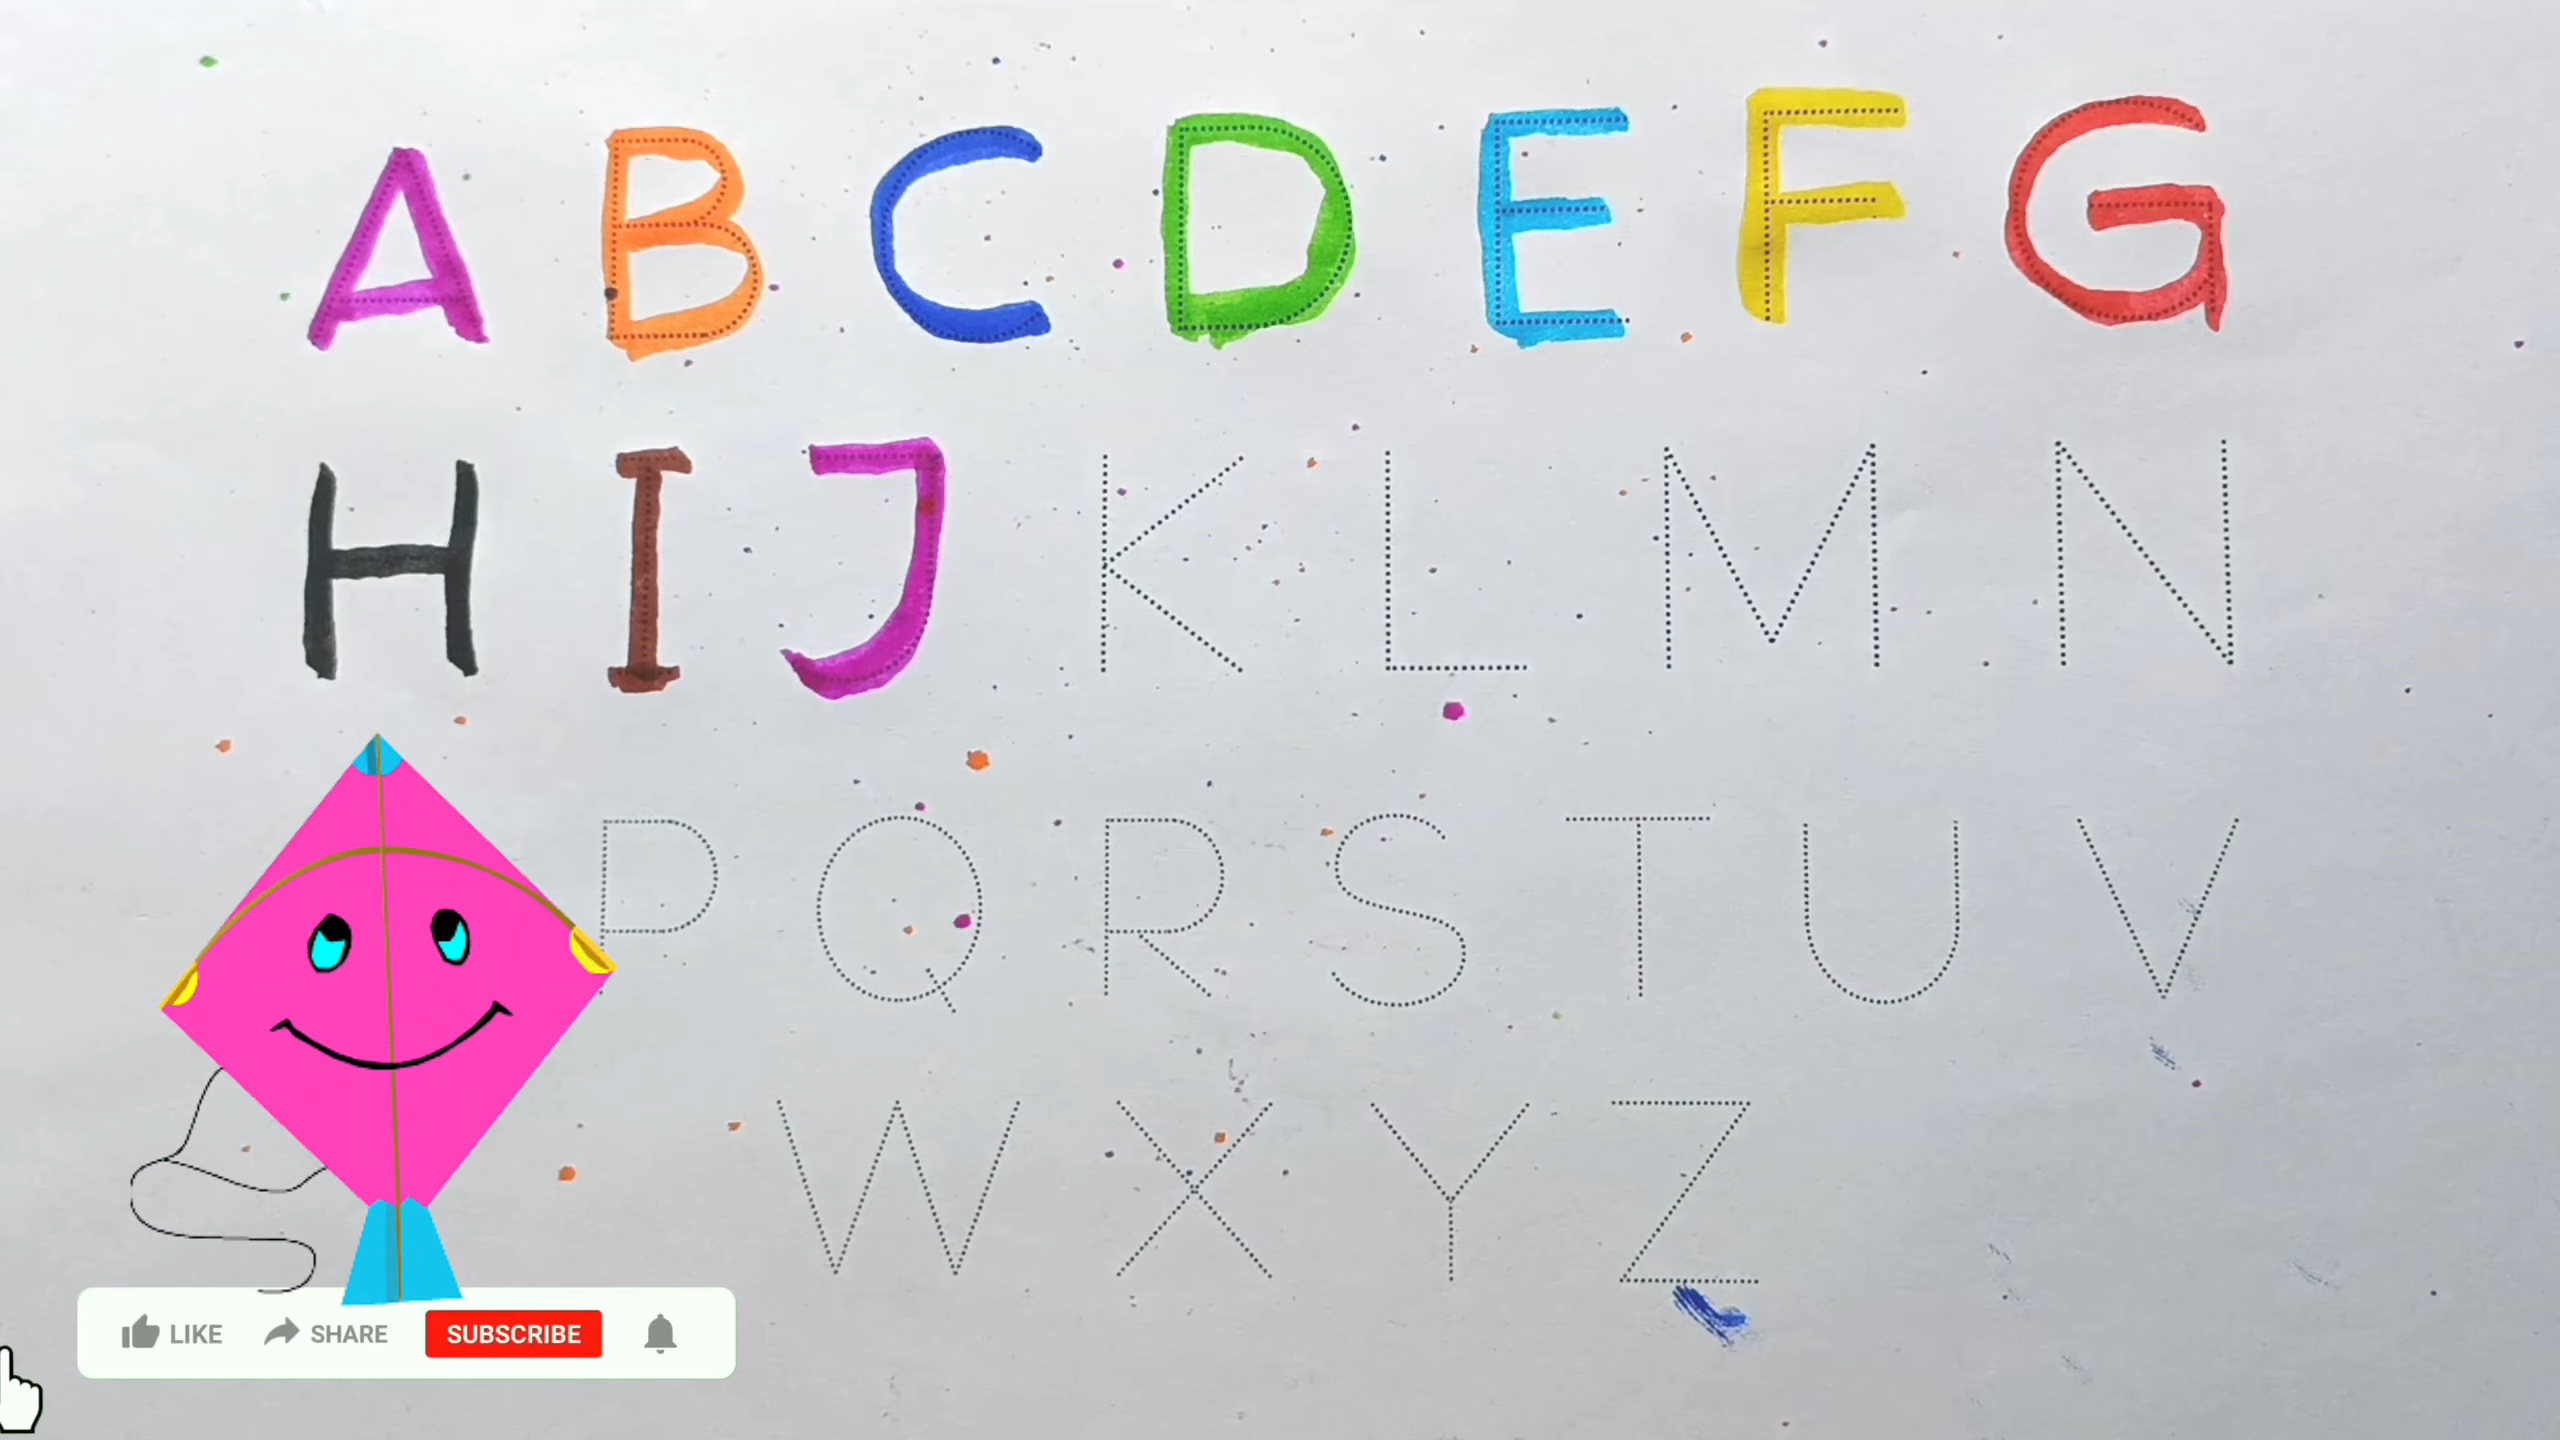 A B C D E F G
H I J K L M N
P Q R S T U V
W X Y Z
LIKE SHARE SUBSCRIBE